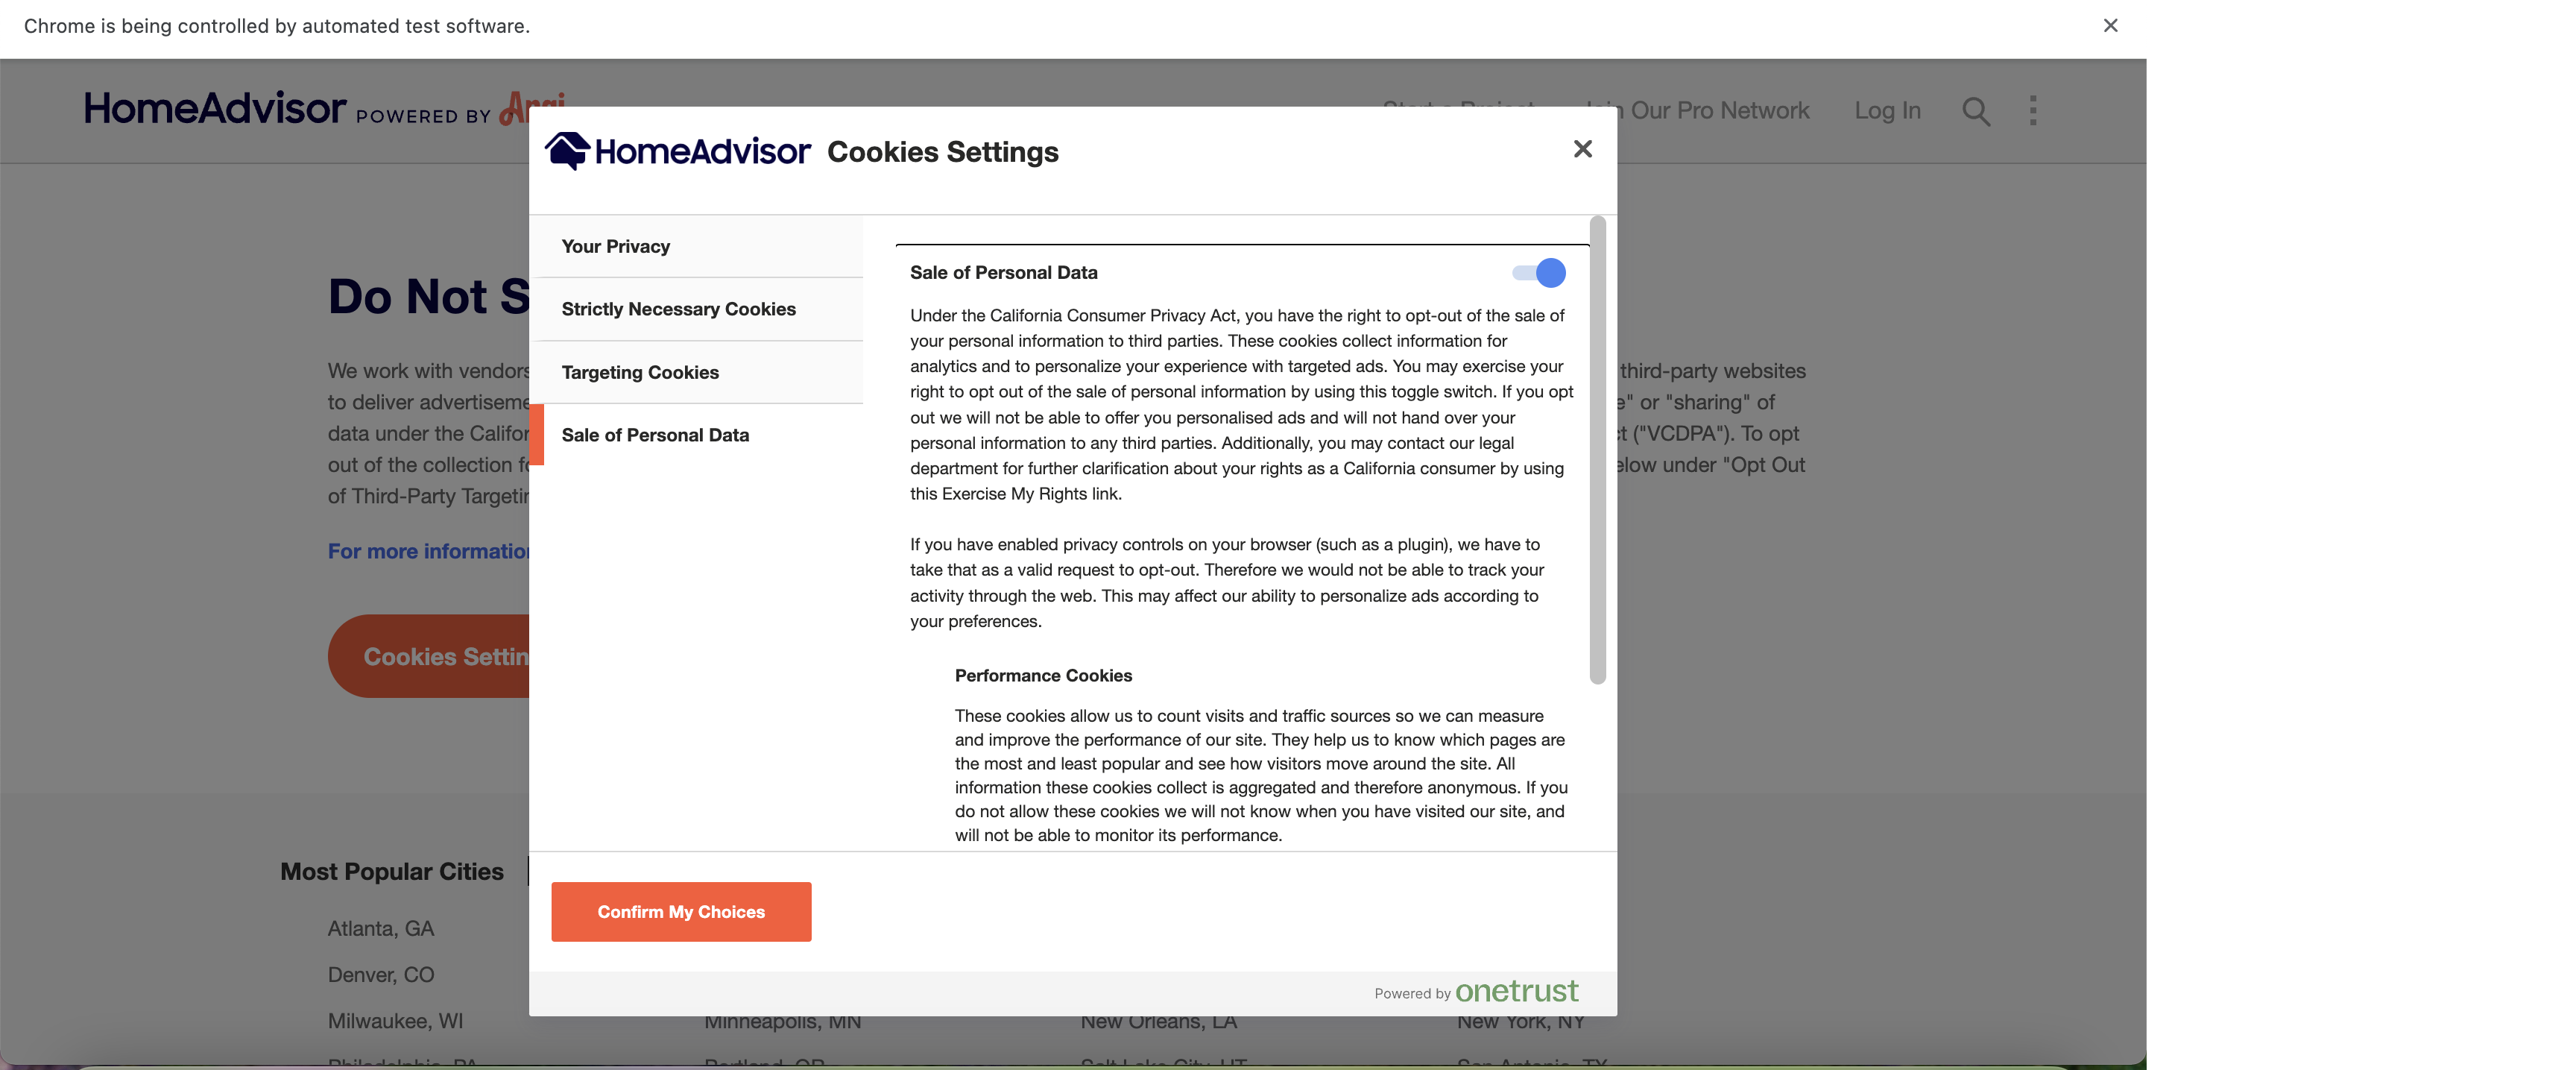 Chrome is being controlled by automated test software.
HomeAdvisor POWERED BY Angi
Start a Project
Join Our Pro Network
Log In
HomeAdvisor Cookies Settings
Your Privacy
Strictly Necessary Cookies
Targeting Cookies
Sale of Personal Data
Sale of Personal Data
Under the California Consumer Privacy Act, you have the right to opt-out of the sale of
your personal information to third parties. These cookies collect information for
analytics and to personalize your experience with targeted ads. You may exercise your
right to opt out of the sale of personal information by using this toggle switch. If you opt
out we will not be able to offer you personalised ads and will not hand over your
personal information to any third parties. Additionally, you may contact our legal
department for further clarification about your rights as a California consumer by using
this Exercise My Rights link.
If you have enabled privacy controls on your browser (such as a plugin), we have to
take that as a valid request to opt-out. Therefore we would not be able to track your
activity through the web. This may affect our ability to personalize ads according to
your preferences.
Performance Cookies
These cookies allow us to count visits and traffic sources so we can measure
and improve the performance of our site. They help us to know which pages are
the most and least popular and see how visitors move around the site. All
information these cookies collect is aggregated and therefore anonymous. If you
do not allow these cookies we will not know when you have visited our site, and
will not be able to monitor its performance.
Confirm My Choices
Powered by onetrust
Do Not S
We work with vendors
to deliver advertiseme
data under the Califor
out of the collection fo
of Third-Party Targetin
third-party websites
e" or "sharing" of
ct ("VCDPA"). To opt
elow under "Opt Out
For more information
Cookies Settin
Most Popular Cities
Atlanta, GA
Denver, CO
Milwaukee, WI
Minneapolis, MN
New Orleans, LA
New York, NY
Philadelphia, PA
Portland, OR
Salt Lake City, UT
San Antonio, TX